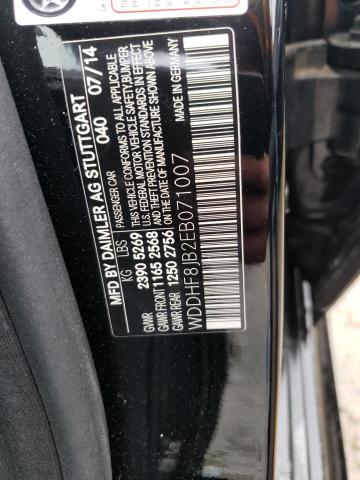 MFD BY DAIMLER AG STUTTGART
040 07/14
PASSENGER CAR
KG LBS
GWR 2390 5269
GAWR FRONT 1165 2568
GAWR REAR 1250 2756
THIS VEHICLE CONFORMS TO ALL APPLICABLE
U.S. FEDERAL MOTOR VEHICLE SAFETY/BUMPER
/THEFT PREVENTION STANDARDS IN EFFECT
ON THE DATE OF MANUFACTURE SHOWN ABOVE
MADE IN GERMANY
WDDHF8JB2EB071007